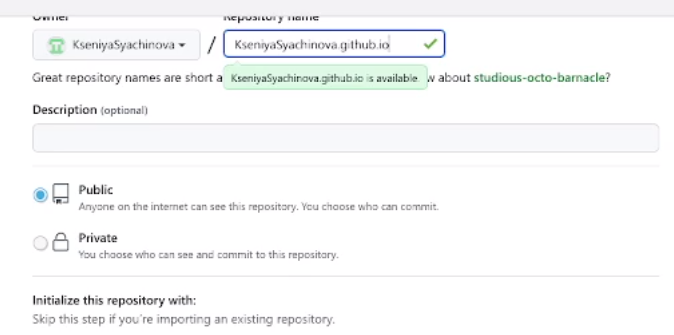 Owner
Repository name
KseniyaSyachinova / KseniyaSyachinova.github.io
Great repository names are short a KseniyaSyachinova.github.io is available. w about studious-octo-barnacle?
Description (optional)
Public
Anyone on the internet can see this repository. You choose who can commit.
Private
You choose who can see and commit to this repository.
Initialize this repository with:
Skip this step if you're importing an existing repository.